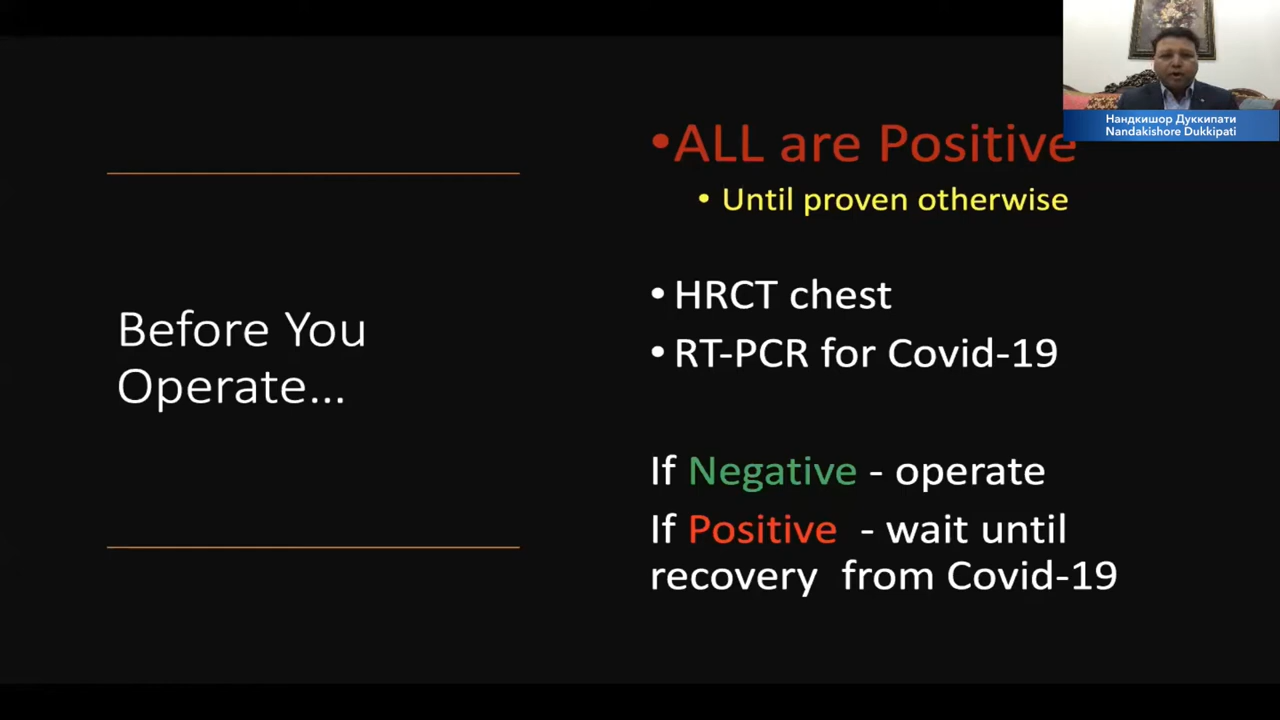 Нандкишор Дуккипати
Nandakishore Dukkipati
Before You
Operate...
•ALL are Positive
• Until proven otherwise
• HRCT chest
• RT-PCR for Covid-19
If Negative - operate
If Positive - wait until
recovery from Covid-19